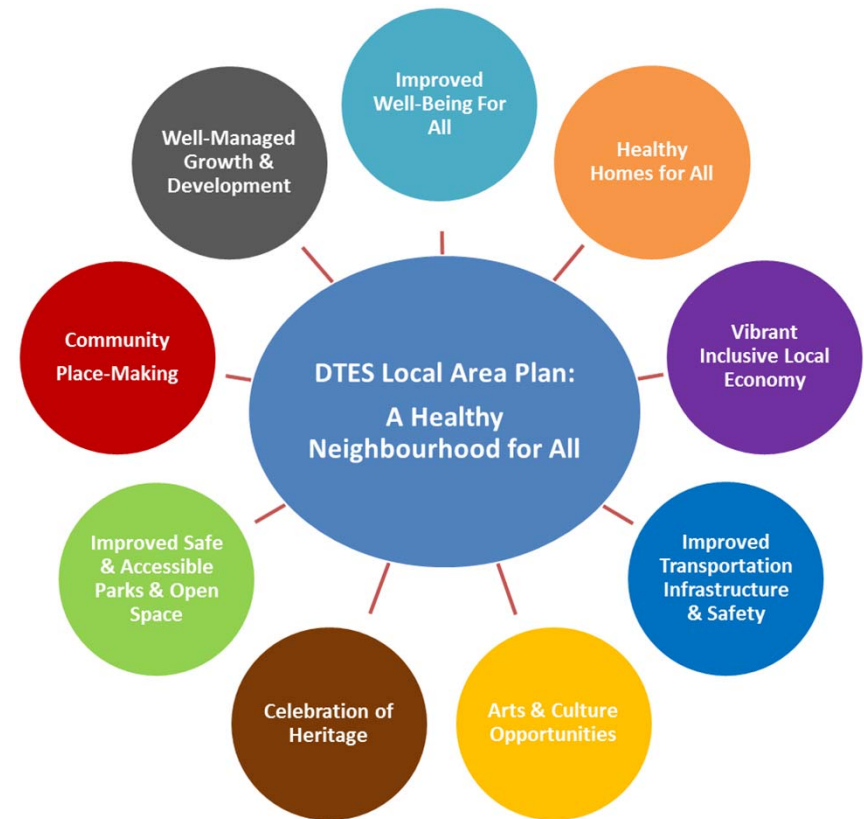 Improved
Well-Being For
All
Healthy
Homes for All
Vibrant
Inclusive Local
Economy
Improved
Transportation
Infrastructure
& Safety
Arts & Culture
Opportunities
Celebration of
Heritage
Improved Safe
& Accessible
Parks & Open
Space
Community
Place-Making
Well-Managed
Growth &
Development
DTES Local Area Plan:
A Healthy
Neighbourhood for All